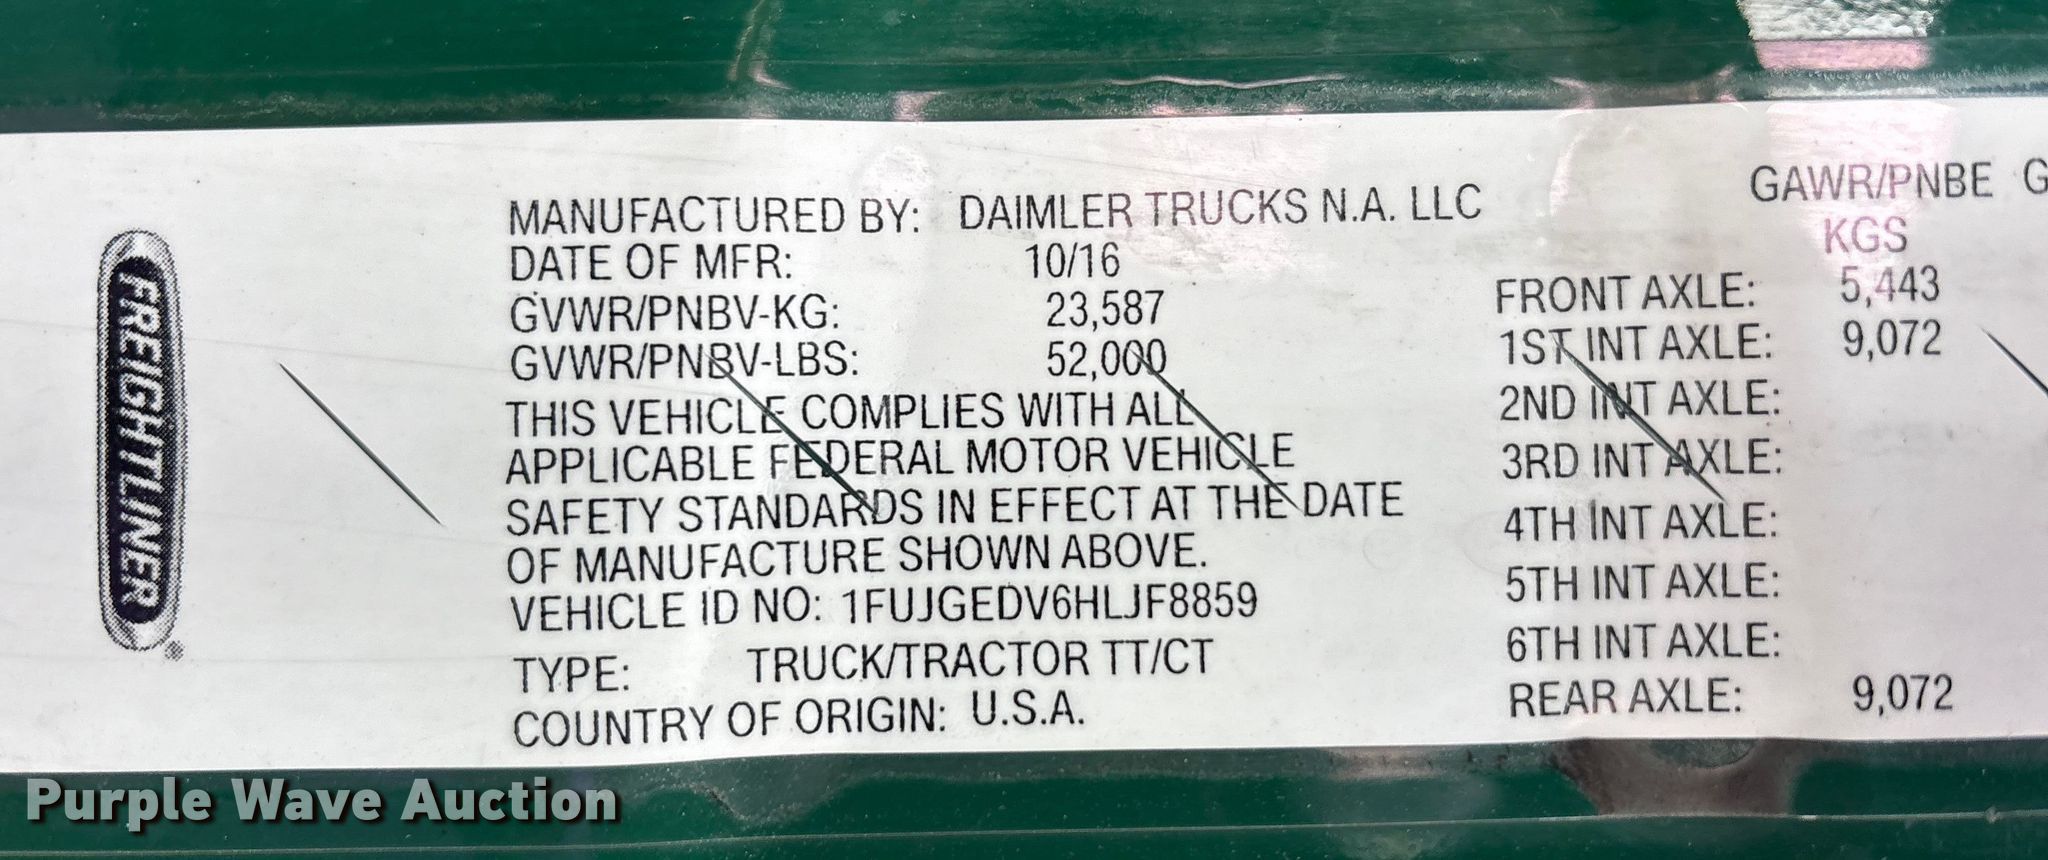 FREIGHTLINER
MANUFACTURED BY: DAIMLER TRUCKS N.A. LLC
DATE OF MFR: 10/16
GVWR/PNBV-KG: 23,587
GVWR/PNBV-LBS: 52,000
THIS VEHICLE COMPLIES WITH ALL
APPLICABLE FEDERAL MOTOR VEHICLE
SAFETY STANDARDS IN EFFECT AT THE DATE
OF MANUFACTURE SHOWN ABOVE.
VEHICLE ID NO: 1FUJGEDV6HLJF8859
TYPE: TRUCK/TRACTOR TT/CT
COUNTRY OF ORIGIN: U.S.A.
GAWR/PNBE G
KGS
FRONT AXLE: 5,443
1ST INT AXLE: 9,072
2ND INT AXLE:
3RD INT AXLE:
4TH INT AXLE:
5TH INT AXLE:
6TH INT AXLE:
REAR AXLE: 9,072
Purple Wave Auction